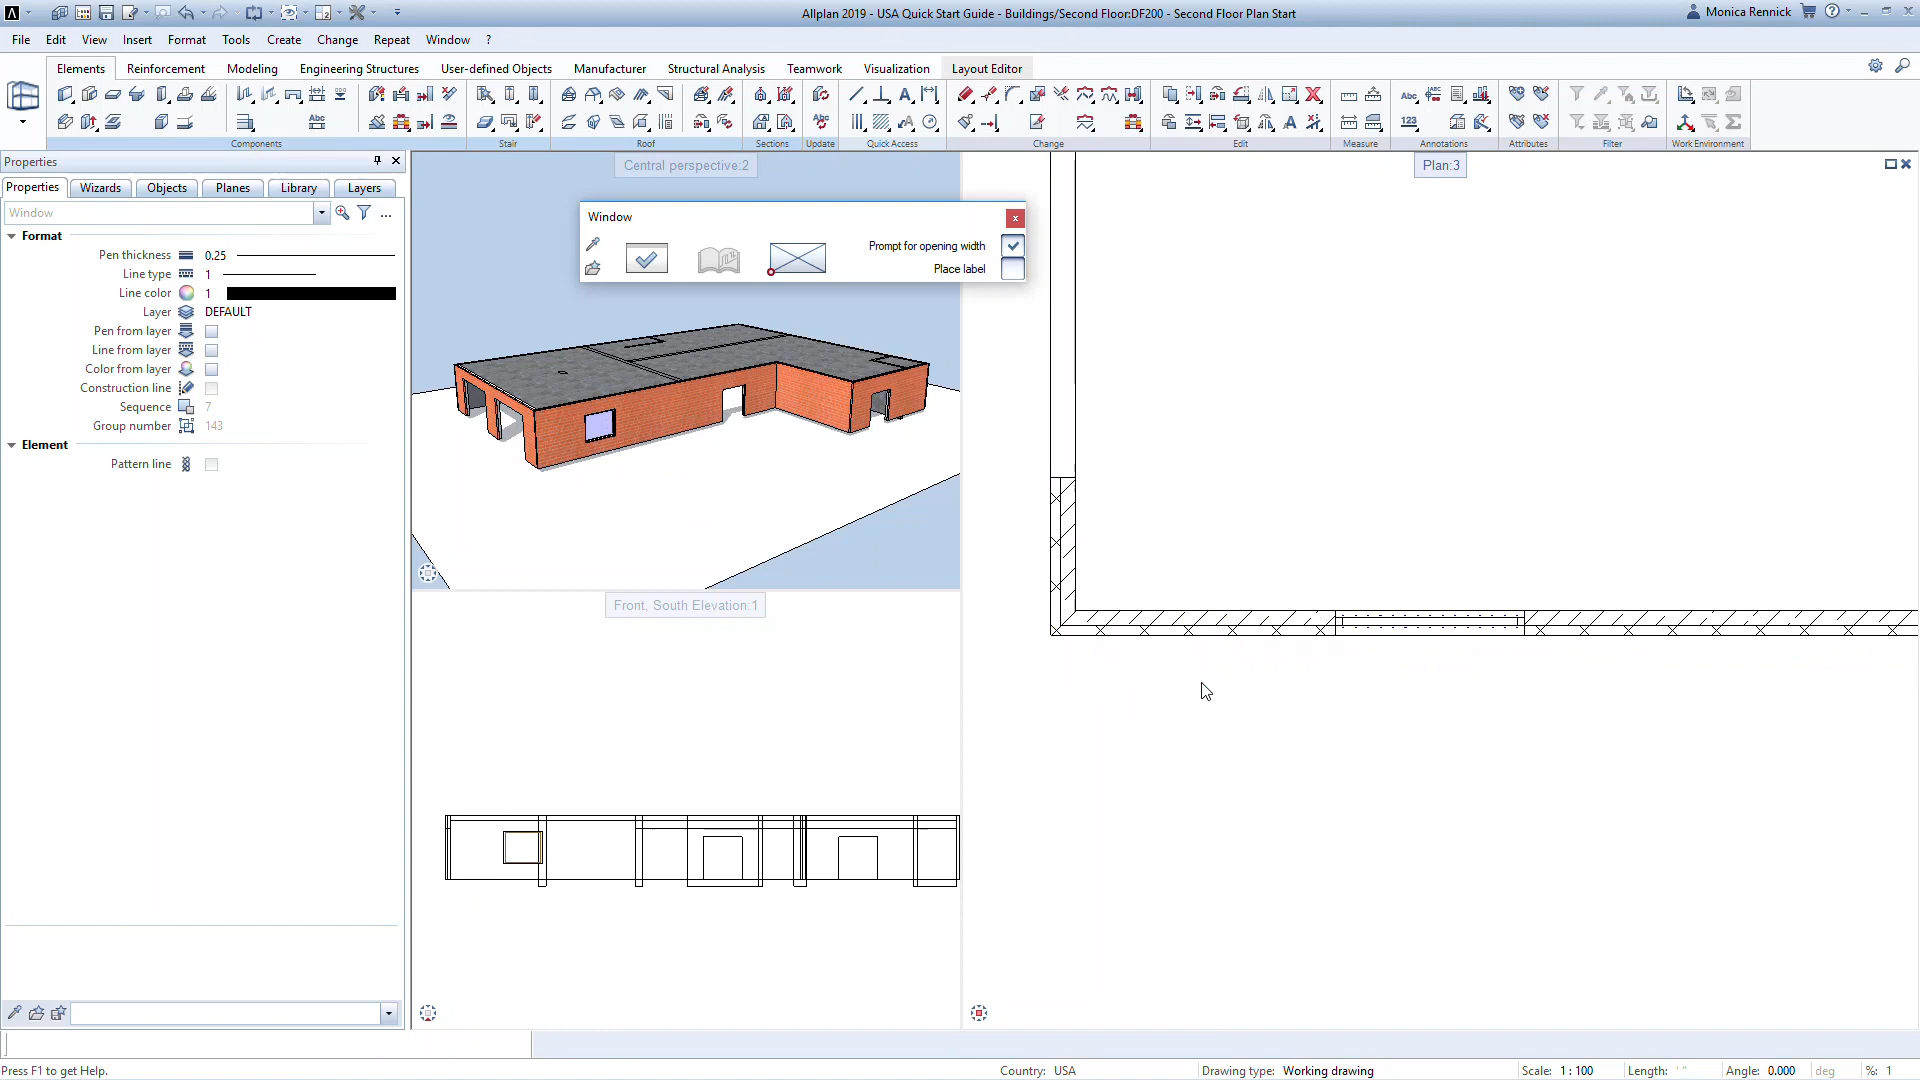 Allplan 2019 - USA Quick Start Guide - Buildings/Second Floor:DF200 - Second Floor Plan Start
Monica Rennick
File Edit View Insert Format Tools Create Change Repeat Window ?
Elements Reinforcement Modeling Engineering Structures User-defined Objects Manufacturer Structural Analysis Teamwork Visualization Layout Editor
Components Stair Roof Sections Update Quick Access Change Edit Measure Annotations Attributes Filter Work Environment
Properties
Properties Wizards Objects Planes Library Layers
Window
Format
Pen thickness 0.25
Line type 1
Line color 1
Layer DEFAULT
Pen from layer
Line from layer
Color from layer
Construction line
Sequence 7
Group number 143
Element
Pattern line
Central perspective:2
Plan:3
Window
Prompt for opening width
Place label
Front, South Elevation:1
Press F1 to get Help.
Country: USA
Drawing type: Working drawing
Scale: 1 : 100
Length: ' "
Angle: 0.000 deg
%: 1